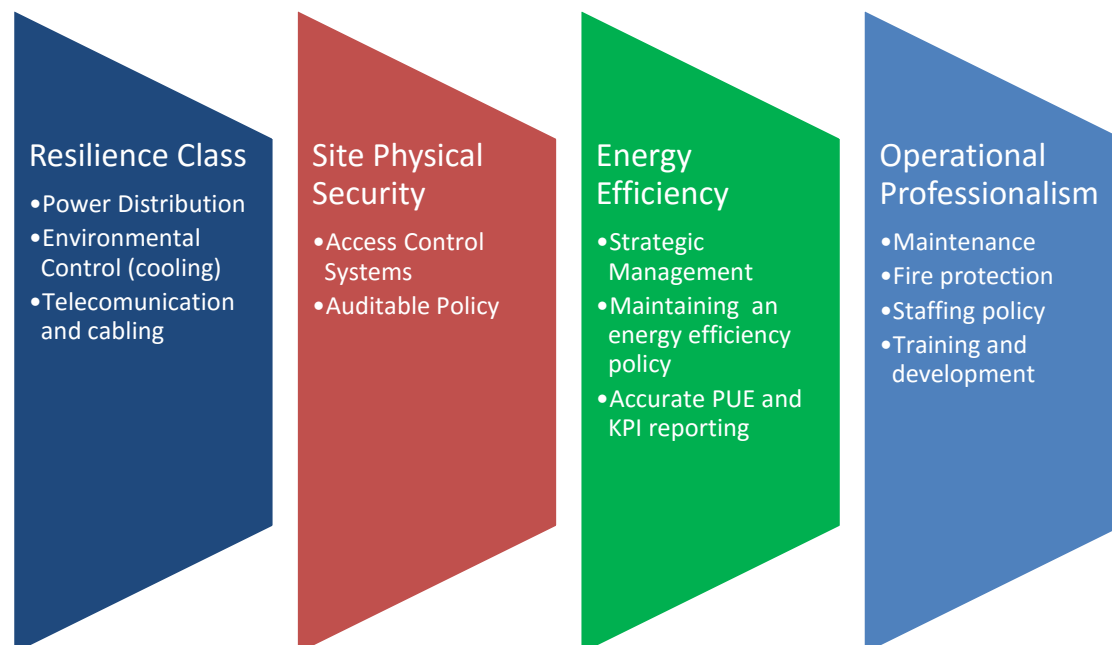 Resilience Class
•Power Distribution
•Environmental
Control (cooling)
•Telecomunication
and cabling
Site Physical
Security
•Access Control
Systems
•Auditable Policy
Energy
Efficiency
•Strategic
Management
•Maintaining an
energy efficiency
policy
•Accurate PUE and
KPI reporting
Operational
Professionalism
•Maintenance
•Fire protection
•Staffing policy
•Training and
development